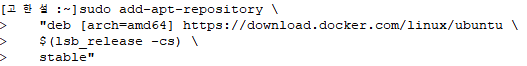 [고 한 설 :~]sudo add-apt-repository \
>    "deb [arch=amd64] https://download.docker.com/linux/ubuntu \
>    $(lsb_release -cs) \
>    stable"